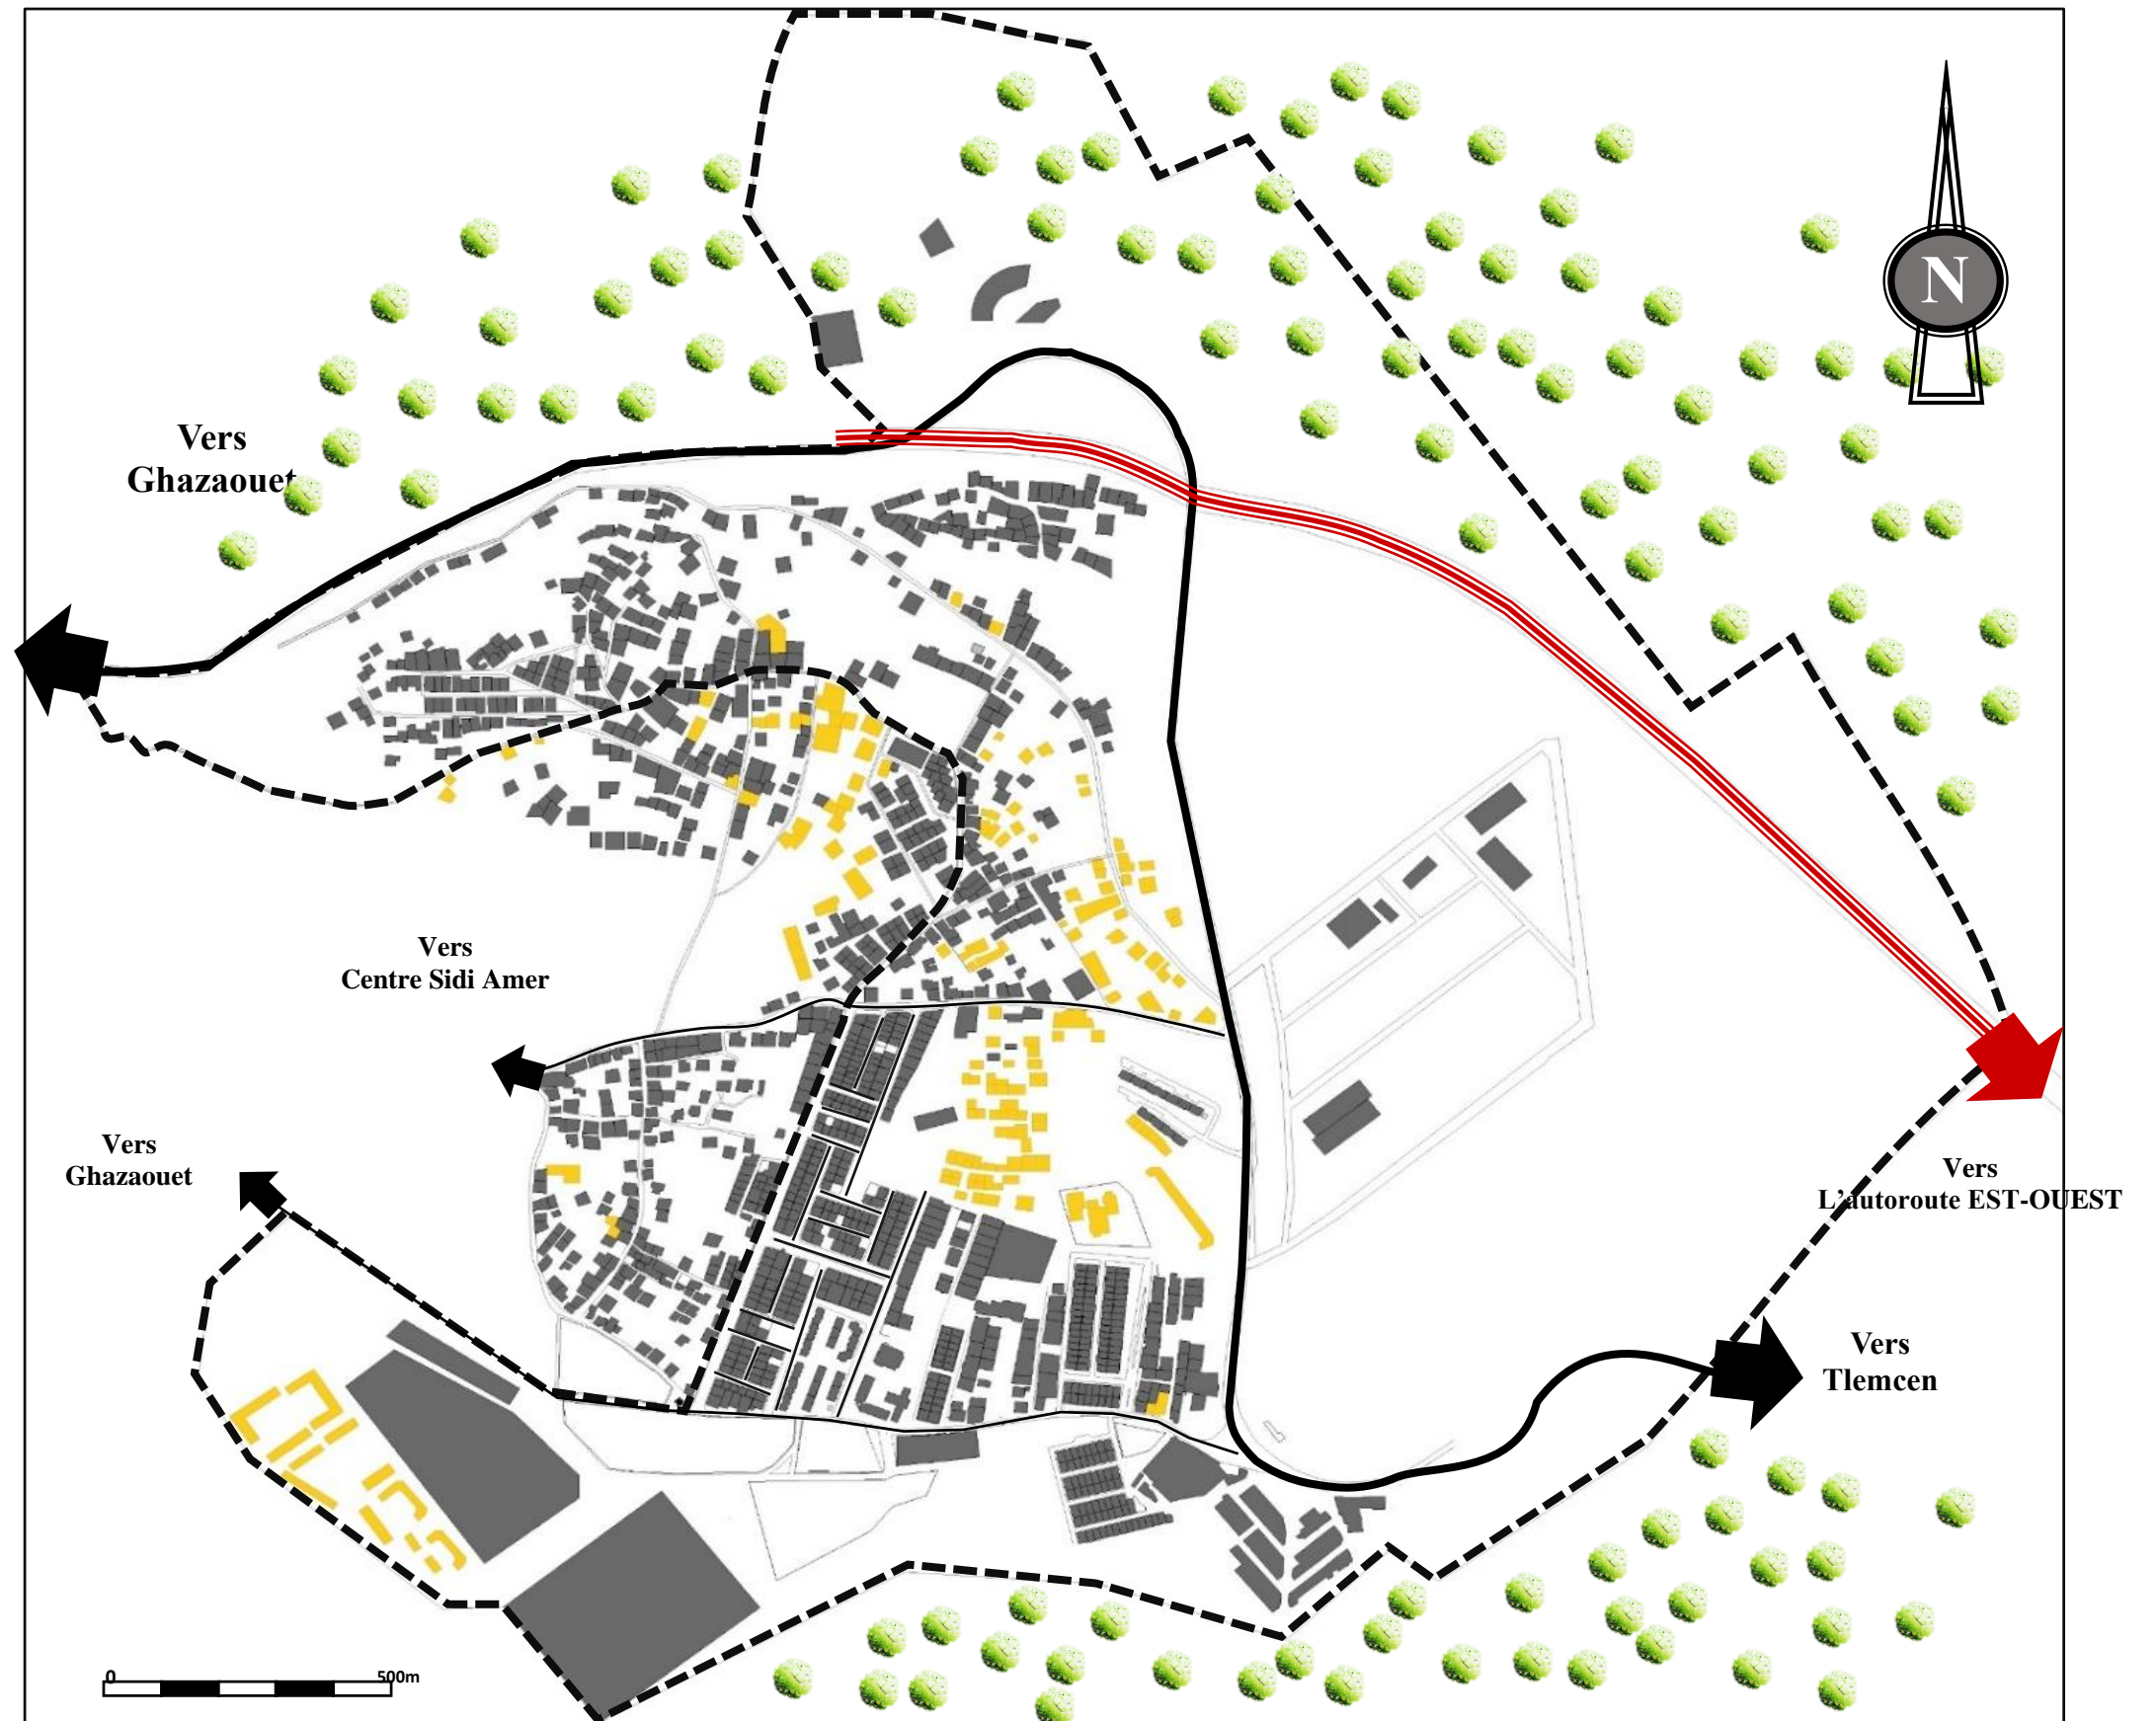 N
Vers
Ghazaouet
Vers
Centre Sidi Amer
Vers
Ghazaouet
Vers
L'autoroute EST-OUEST
Vers
Tlemcen
0 500m